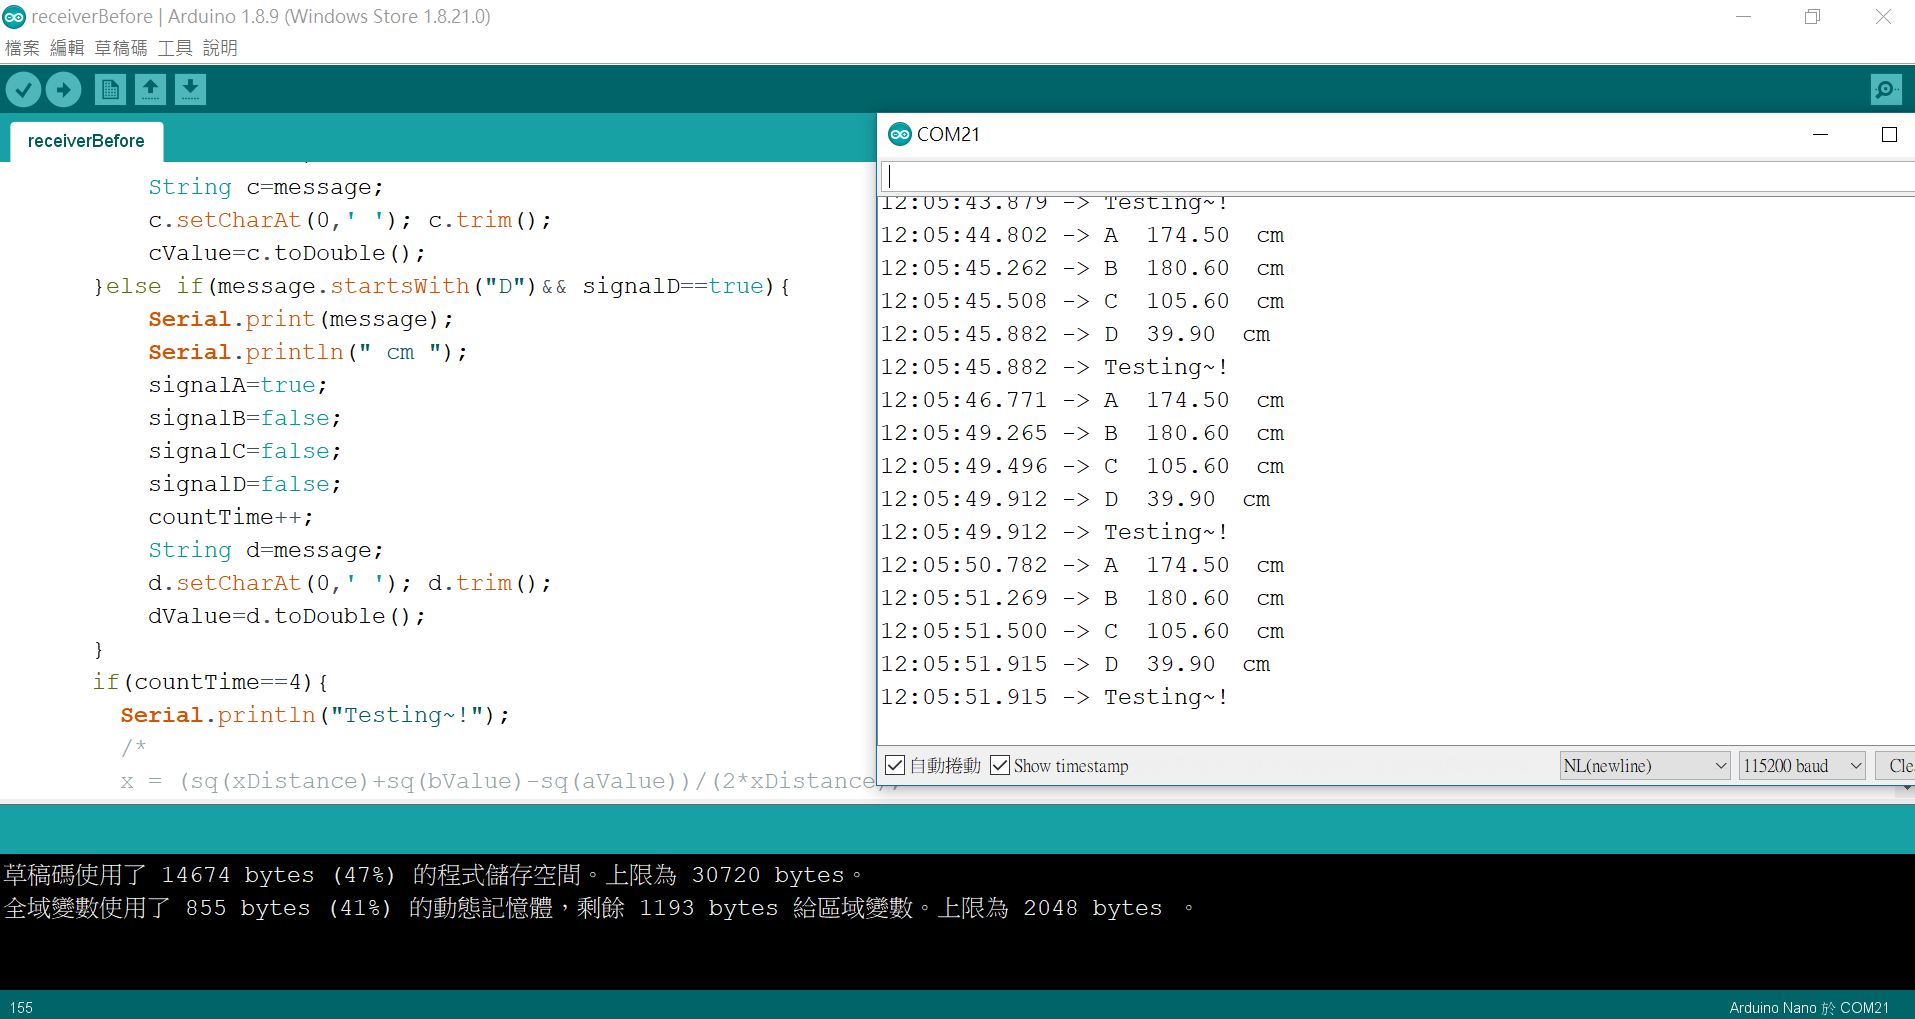 receiverBefore | Arduino 1.8.9 (Windows Store 1.8.21.0)
檔案 編輯 草稿碼 工具 說明
receiverBefore
String c=message;
c.setCharAt(0,' '); c.trim();
cValue=c.toDouble();
}else if(message.startsWith("D")&& signalD==true){
Serial.print(message);
Serial.println(" cm ");
signalA=true;
signalB=false;
signalC=false;
signalD=false;
countTime++;
String d=message;
d.setCharAt(0,' '); d.trim();
dValue=d.toDouble();
}
if(countTime==4){
Serial.println("Testing~!");
/*
x = (sq(xDistance)+sq(bValue)-sq(aValue))/(2*xDistance);
COM21
12:05:43.879 -> Testing~!
12:05:44.802 -> A  174.50  cm
12:05:45.262 -> B  180.60  cm
12:05:45.508 -> C  105.60  cm
12:05:45.882 -> D  39.90  cm
12:05:45.882 -> Testing~!
12:05:46.771 -> A  174.50  cm
12:05:49.265 -> B  180.60  cm
12:05:49.496 -> C  105.60  cm
12:05:49.912 -> D  39.90  cm
12:05:49.912 -> Testing~!
12:05:50.782 -> A  174.50  cm
12:05:51.269 -> B  180.60  cm
12:05:51.500 -> C  105.60  cm
12:05:51.915 -> D  39.90  cm
12:05:51.915 -> Testing~!
自動捲動 Show timestamp NL(newline) 115200 baud Cle
草稿碼使用了 14674 bytes (47%) 的程式儲存空間。上限為 30720 bytes。
全域變數使用了 855 bytes (41%) 的動態記憶體，剩餘 1193 bytes 給區域變數。上限為 2048 bytes 。
155
Arduino Nano 於 COM21